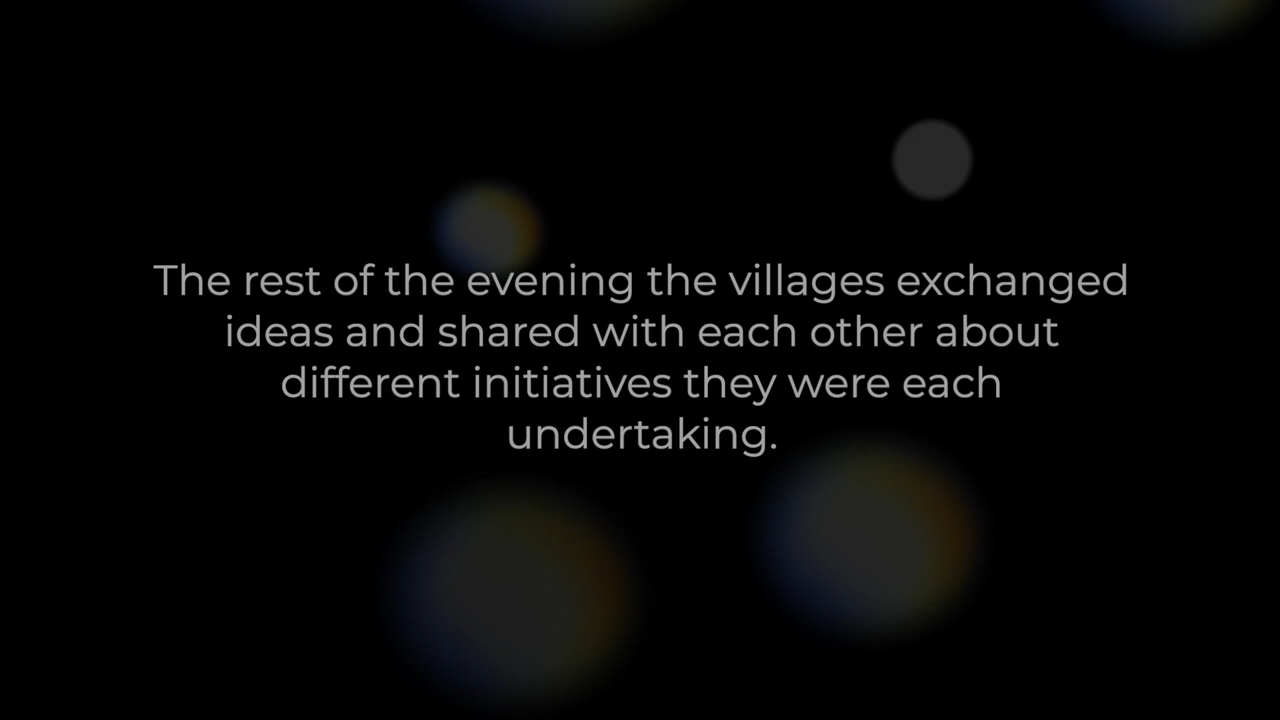 The rest of the evening the villages exchanged
ideas and shared with each other about
different initiatives they were each
undertaking.